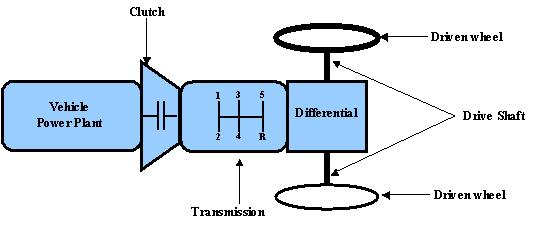 Clutch
Driven wheel
Vehicle
Power Plant
1 3 5
2 4 R
Differential
Drive Shaft
Transmission
Driven wheel